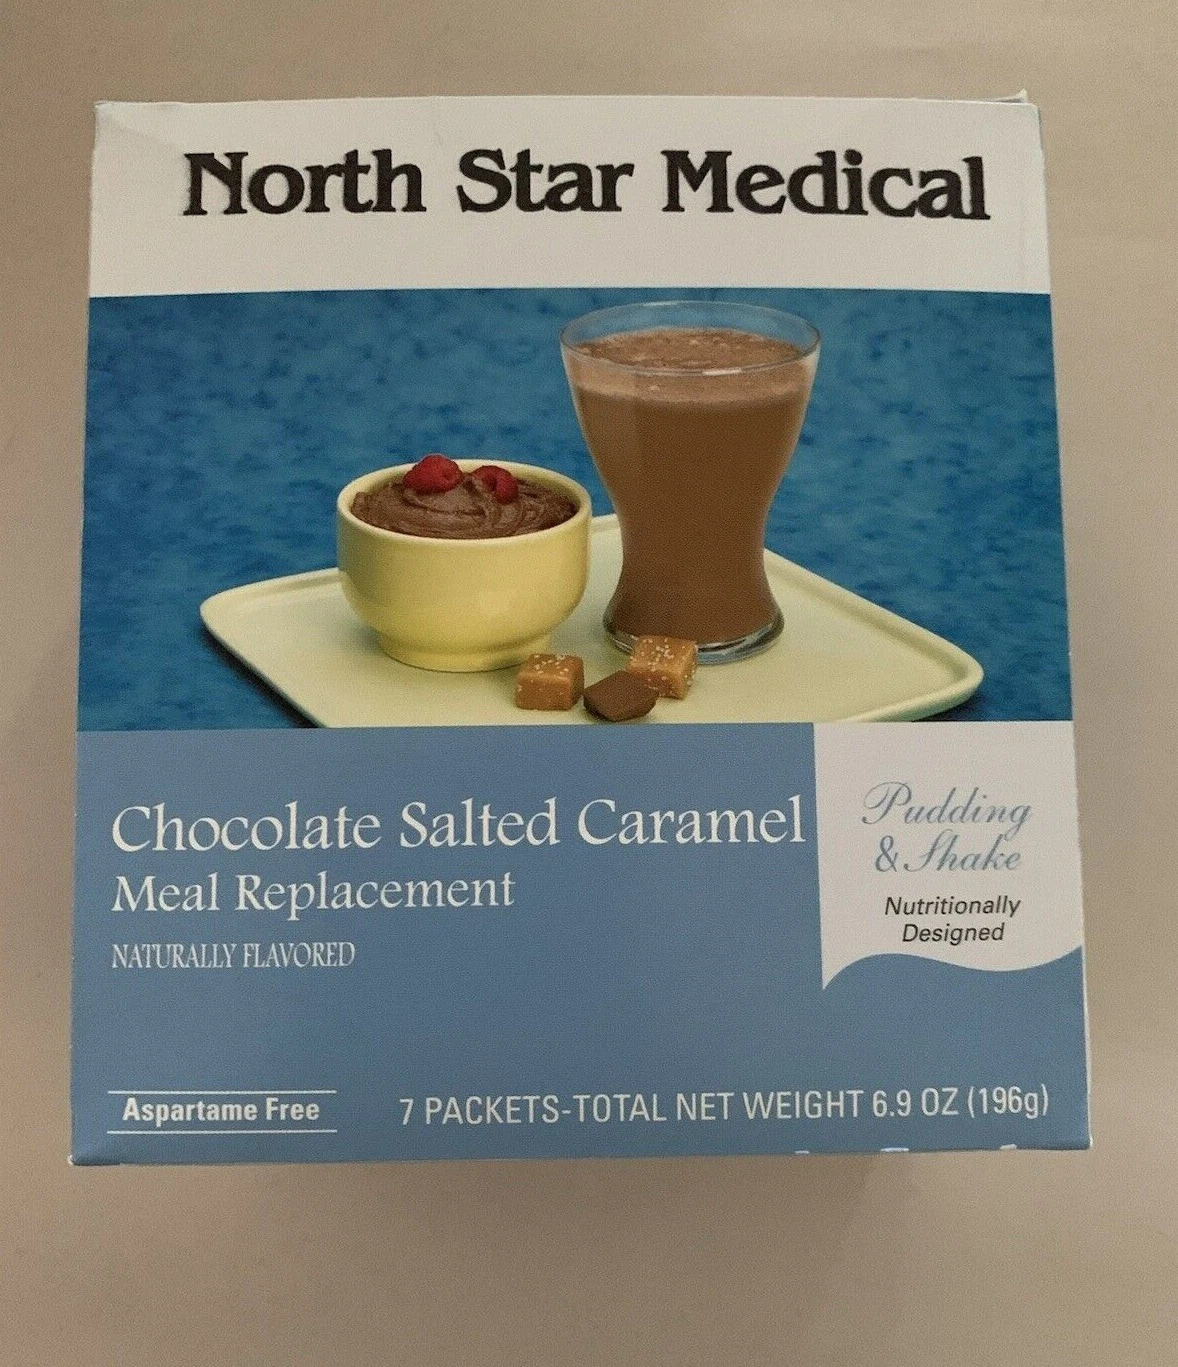 North Star Medical
Chocolate Salted Caramel
Meal Replacement
NATURALLY FLAVORED
Pudding
& Shake
Nutritionally
Designed
Aspartame Free
7 PACKETS-TOTAL NET WEIGHT 6.9 OZ (196g)